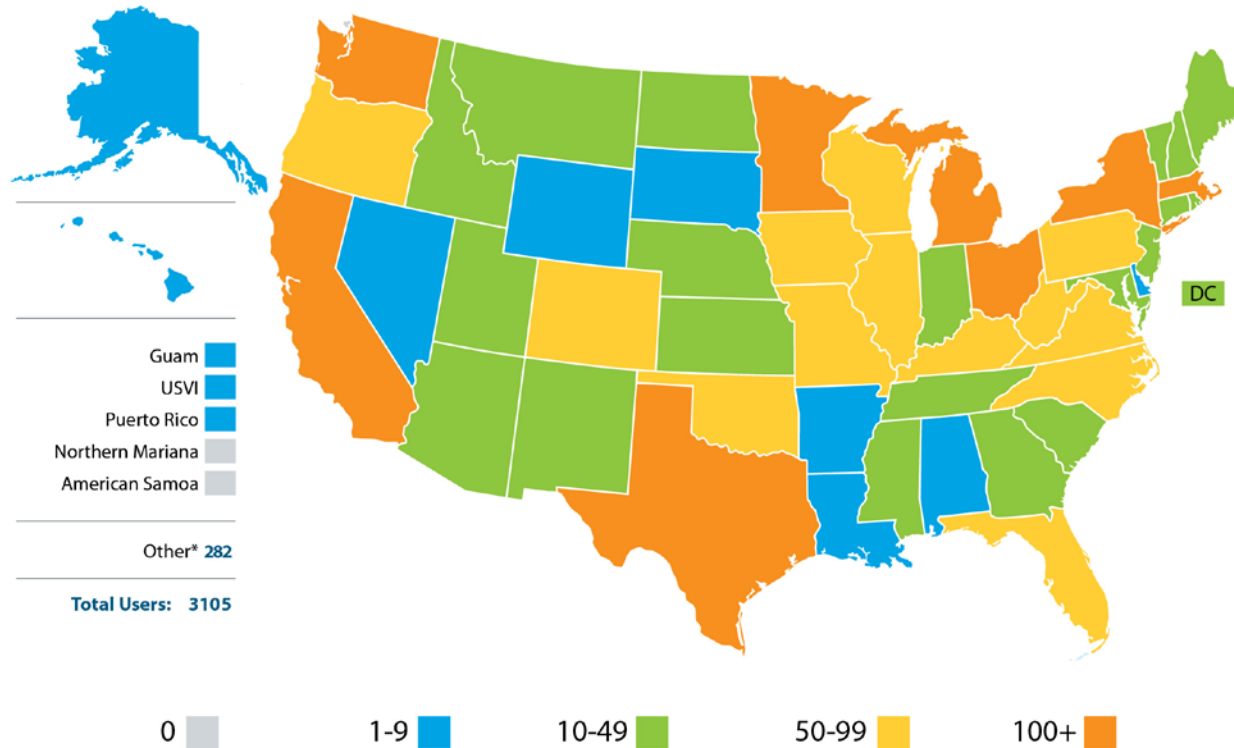 DC
Guam
USVI
Puerto Rico
Northern Mariana
American Samoa
Other* 282
Total Users: 3105
0
1-9
10-49
50-99
100+